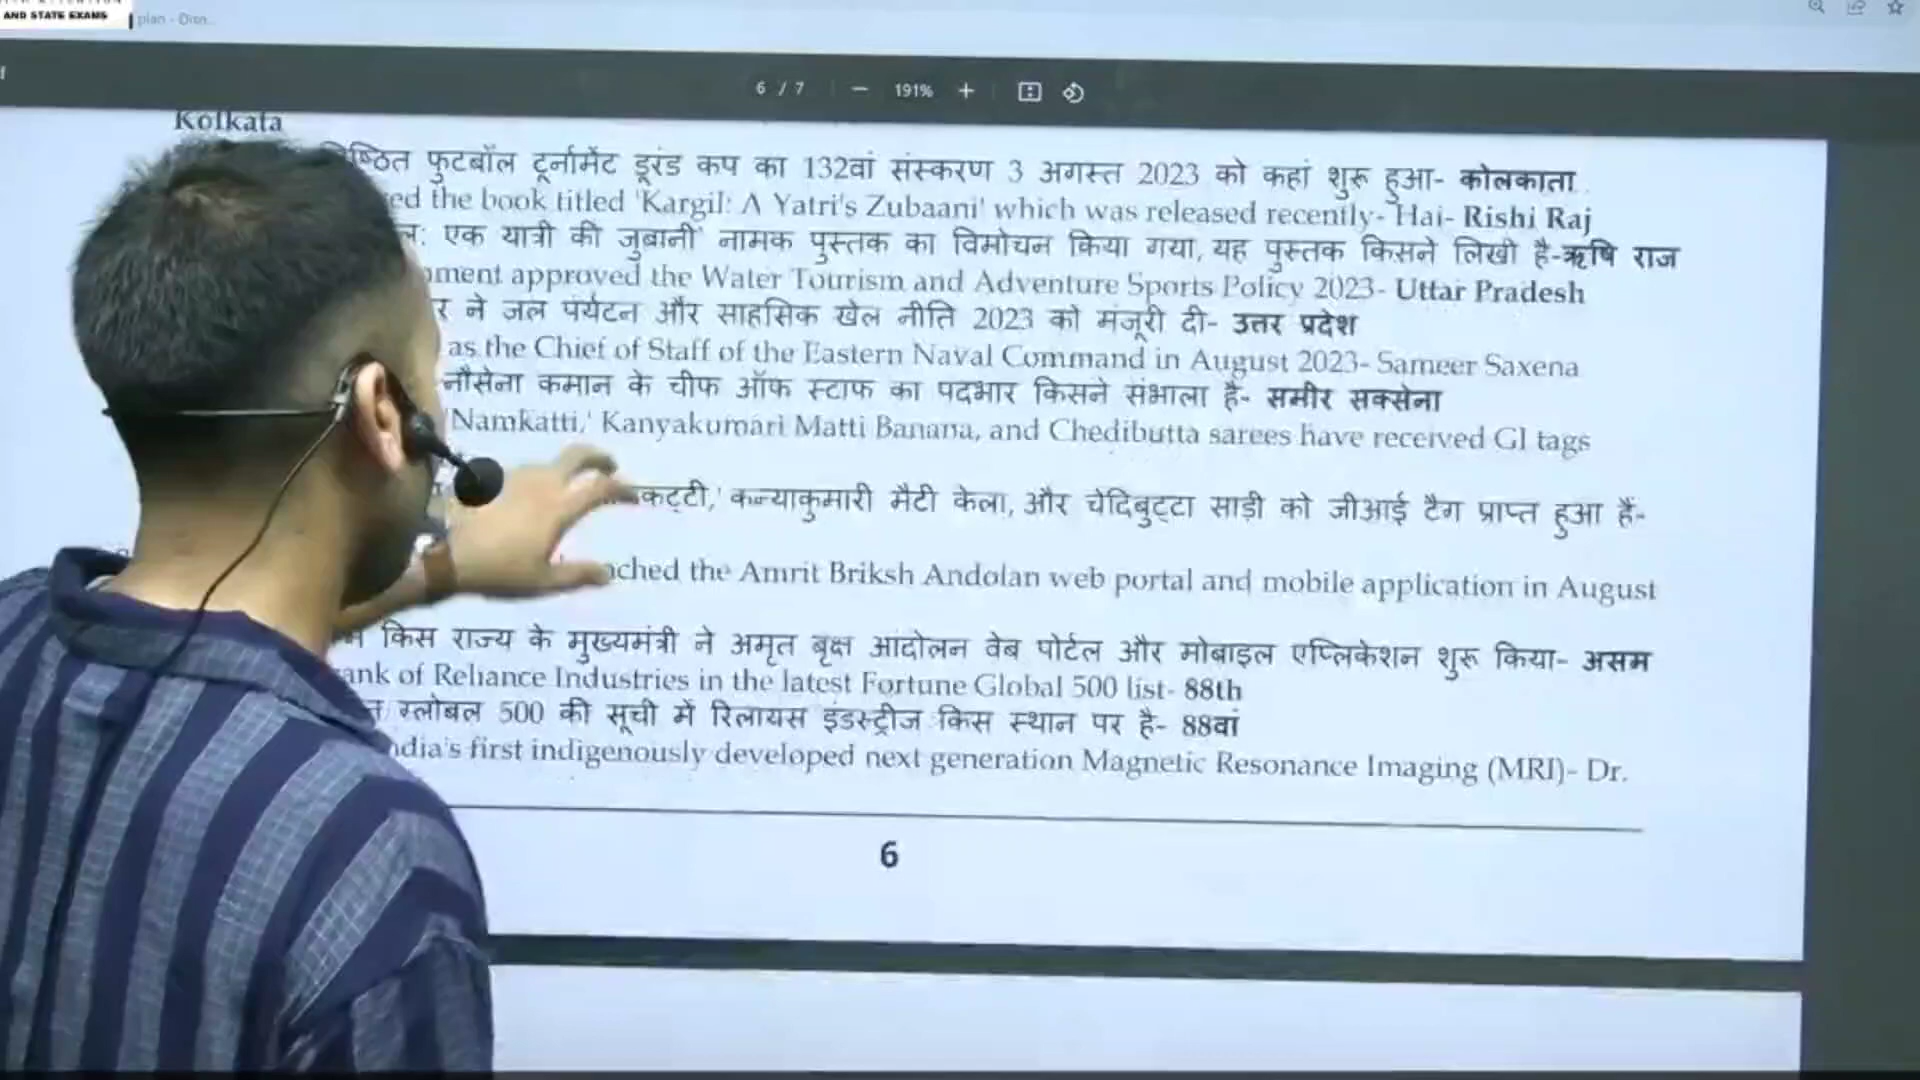 AND STATE EXAMS
plan - Dion...
6 / 7
191%
Kolkata
फुटबॉल टूर्नामेंट डूरंड कप का 132वां संस्करण 3 अगस्त 2023 को कहां शुरू हुआ- कोलकाता
ed the book titled 'Kargil: A Yatri's Zubaani' which was released recently- Hai- Rishi Raj
एक यात्री की जुबानी' नामक पुस्तक का विमोचन किया गया, यह पुस्तक किसने लिखी है-ऋषि राज
approved the Water Tourism and Adventure Sports Policy 2023- Uttar Pradesh
ने जल पर्यटन और साहसिक खेल नीति 2023 को मंजूरी दी- उत्तर प्रदेश
as the Chief of Staff of the Eastern Naval Command in August 2023- Sameer Saxena
नौसेना कमान के चीफ ऑफ स्टाफ का पदभार किसने संभाला है- समीर सक्सेना
'Namkatti,' Kanyakumari Matti Banana, and Chedibutta sarees have received GI tags
कट्टी,' कन्याकुमारी मैटी केला, और चेदिबुट्टा साड़ी को जीआई टैग प्राप्त हुआ हैं-
ched the Amrit Briksh Andolan web portal and mobile application in August
किस राज्य के मुख्यमंत्री ने अमृत बृक्ष आंदोलन वेब पोर्टल और मोबाइल एप्लिकेशन शुरू किया- असम
ank of Reliance Industries in the latest Fortune Global 500 list- 88th
ग्लोबल 500 की सूची में रिलायंस इंडस्ट्रीज किस स्थान पर है- 88वां
ndia's first indigenously developed next generation Magnetic Resonance Imaging (MRI)- Dr.
6